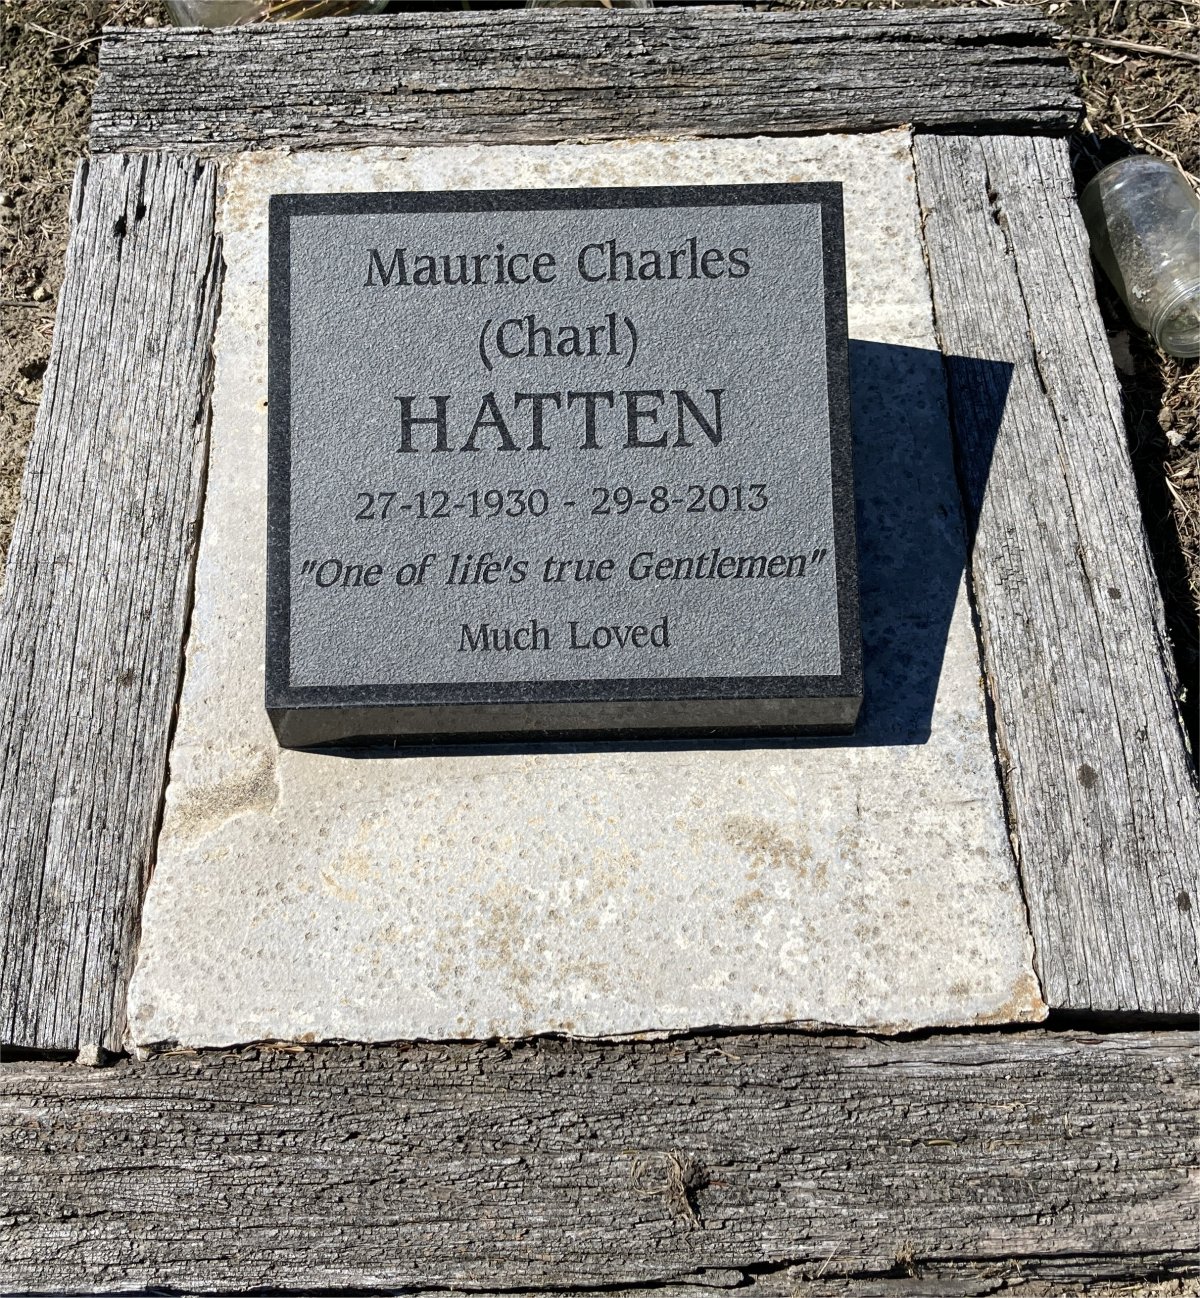 Maurice Charles
(Charl)
HATTEN
27-12-1930 - 29-8-2013
"One of life's true Gentlemen"
Much Loved